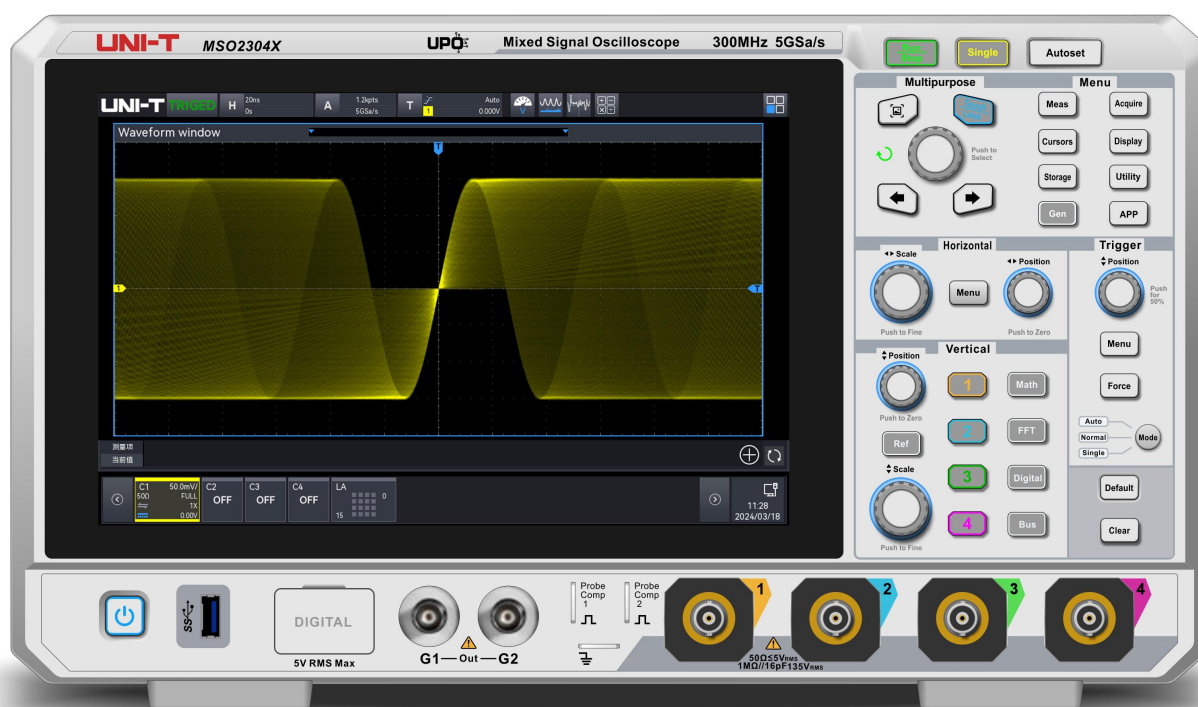 UNI-T MSO2304X UPO Mixed Signal Oscilloscope 300MHz 5GSa/s
Run Stop Single Autoset
UNI-T TRIGED H 20ns 0s A 1.2kpts 5GSa/s T 1 Auto 0.000V V
Waveform window
T
1
T
测量项
当前值
C1 50.0mV/
50Ω FULL
1X
0.00V
C2
OFF
C3
OFF
C4
OFF
LA
0
15
11:28
2024/03/18
Multipurpose
Push to
Select
Menu
Meas Acquire
Cursors Display
Storage Utility
Gen APP
Horizontal
Scale
Position
Menu
Push to Fine
Push to Zero
Trigger
Position
Push
for
50%
Menu
Force
Auto
Normal
Single
Mode
Default
Clear
Vertical
Position
Push to Zero
Ref
Scale
Push to Fine
1 Math
2 FFT
3 Digital
4 Bus
SS
DIGITAL
5V RMS Max
G1 Out G2
Probe
Comp
1
Probe
Comp
2
1
2
3
4
50Ω≤5VRMS
1MΩ//16pF135VRMS